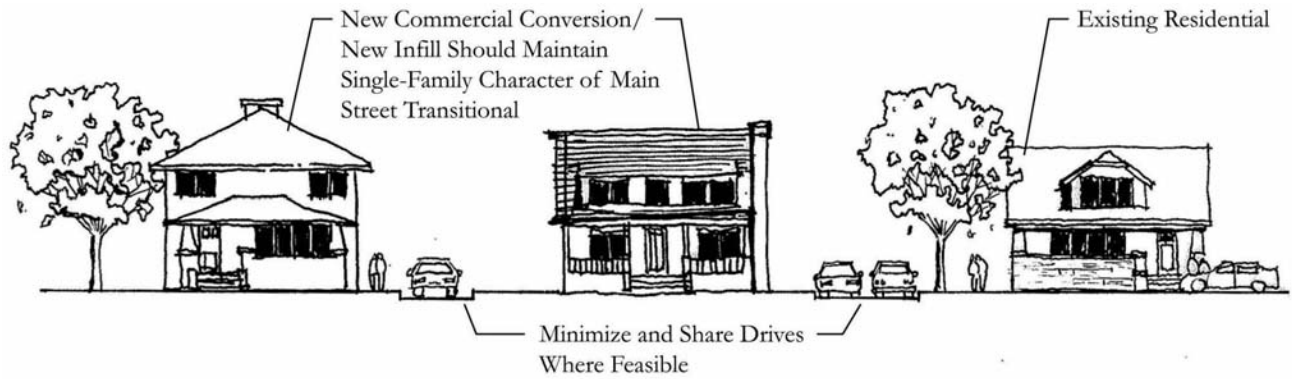 New Commercial Conversion/
New Infill Should Maintain
Single-Family Character of Main
Street Transitional
Existing Residential
Minimize and Share Drives
Where Feasible